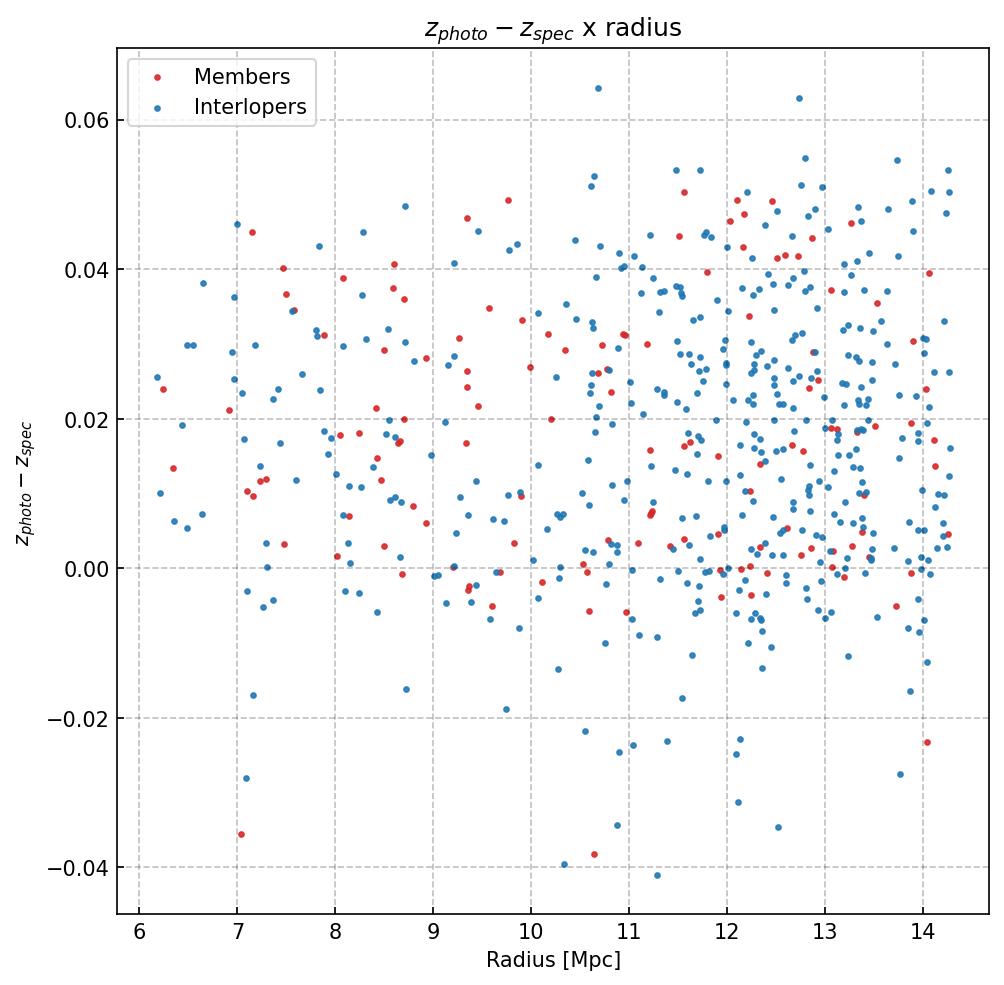 z_photo − z_spec x radius
Members
Interlopers
0.06
0.04
0.02
0.00
−0.02
−0.04
z_photo − z_spec
6 7 8 9 10 11 12 13 14
Radius [Mpc]